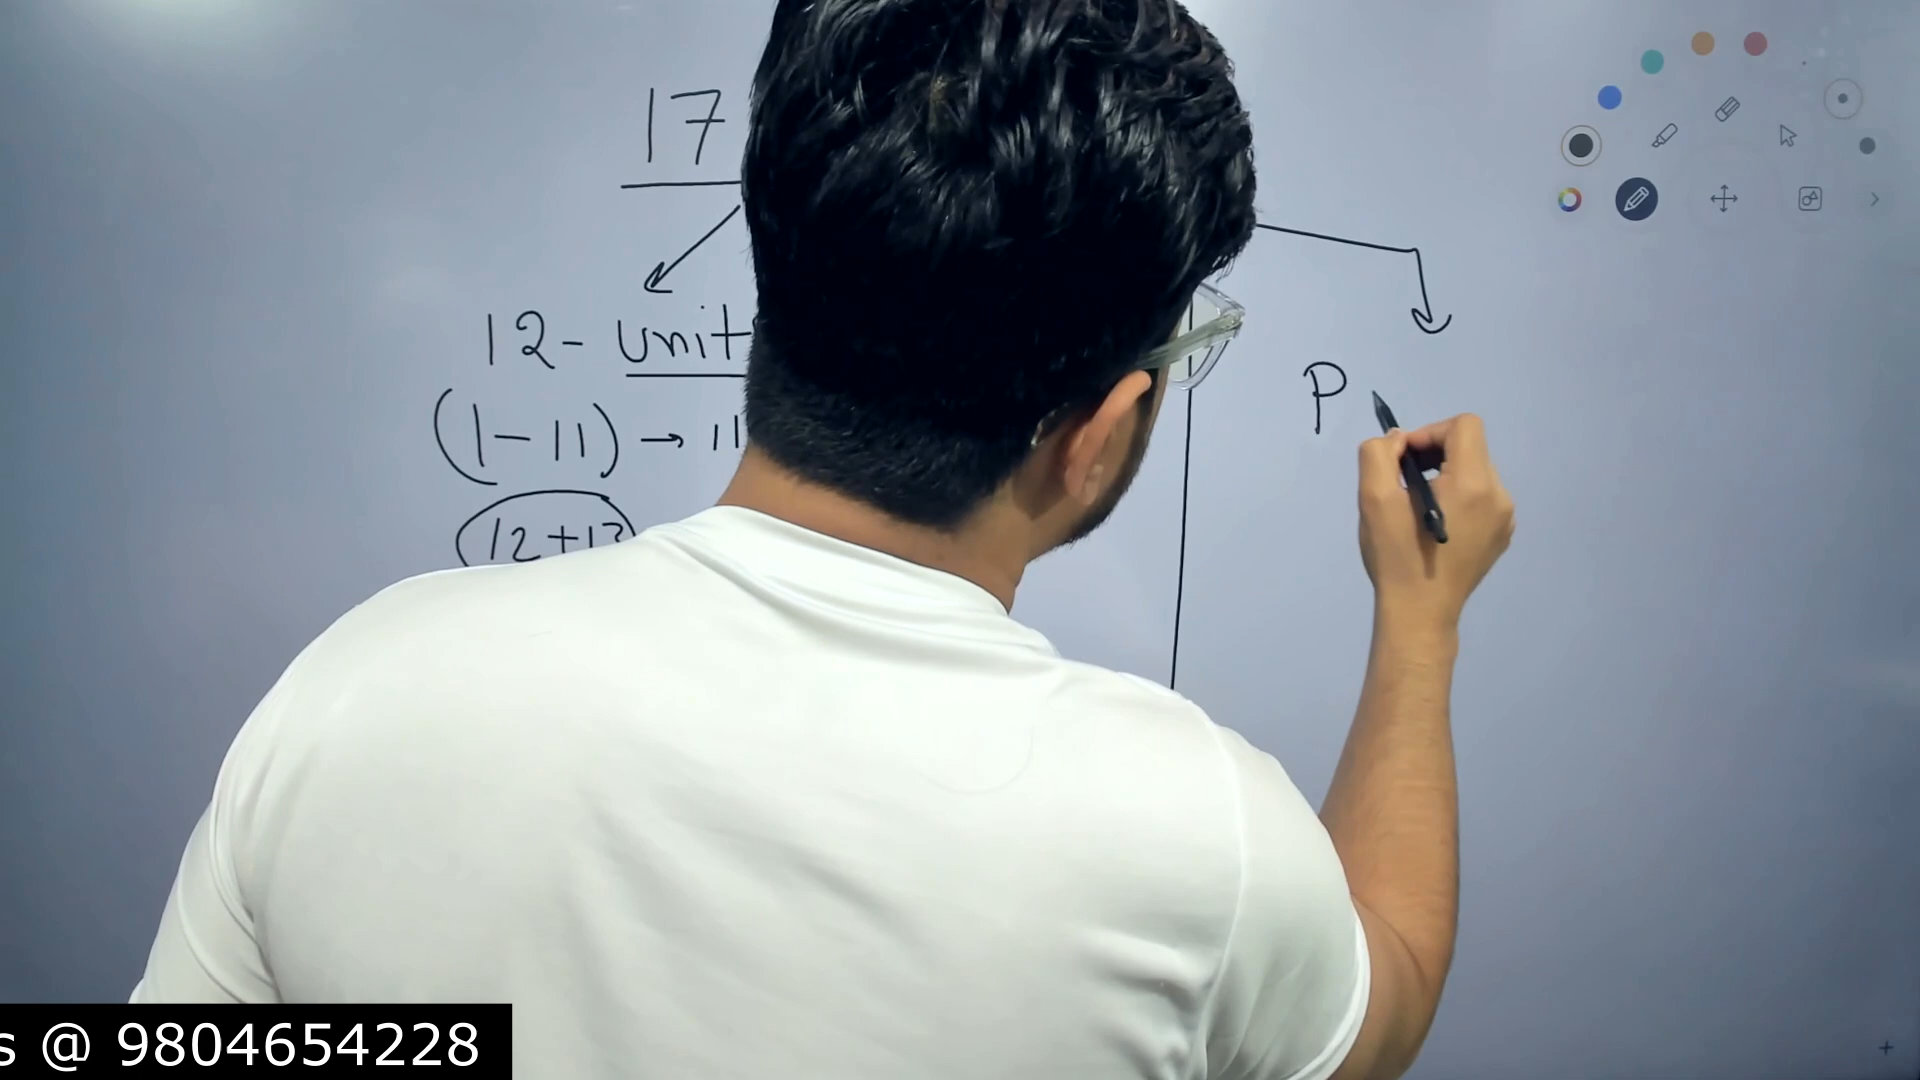 17
12- unit
(1-11) → 11
12+13
P
s @ 9804654228